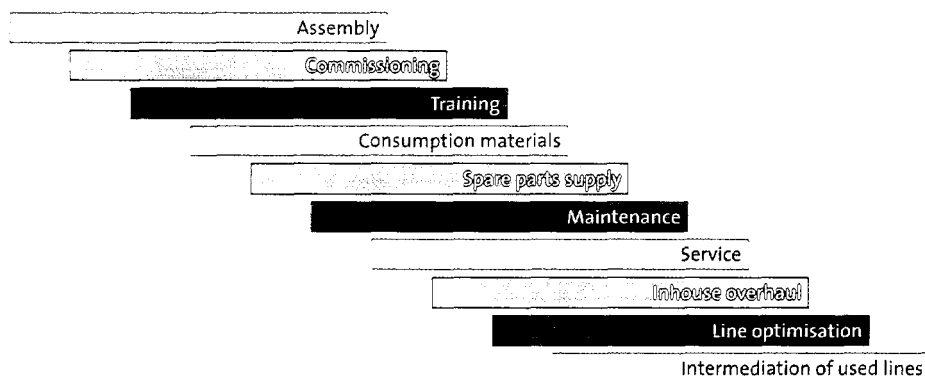 Assembly
Commissioning
Training
Consumption materials
Spare parts supply
Maintenance
Service
Inhouse overhaul
Line optimisation
Intermediation of used lines